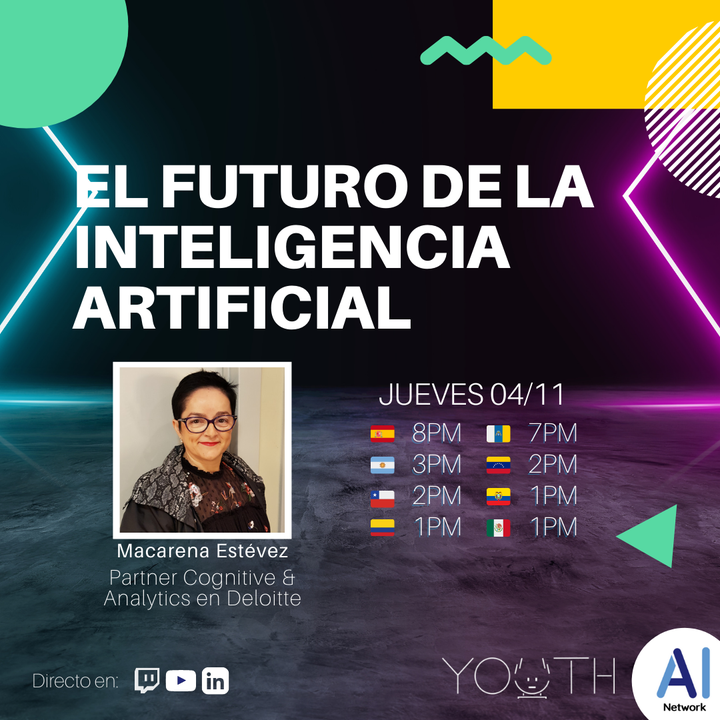 EL FUTURO DE LA
INTELIGENCIA
ARTIFICIAL
JUEVES 04/11
8PM 7PM
3PM 2PM
2PM 1PM
1PM 1PM
Macarena Estévez
Partner Cognitive &
Analytics en Deloitte
Directo en:
in
YOUTH
AI
Network